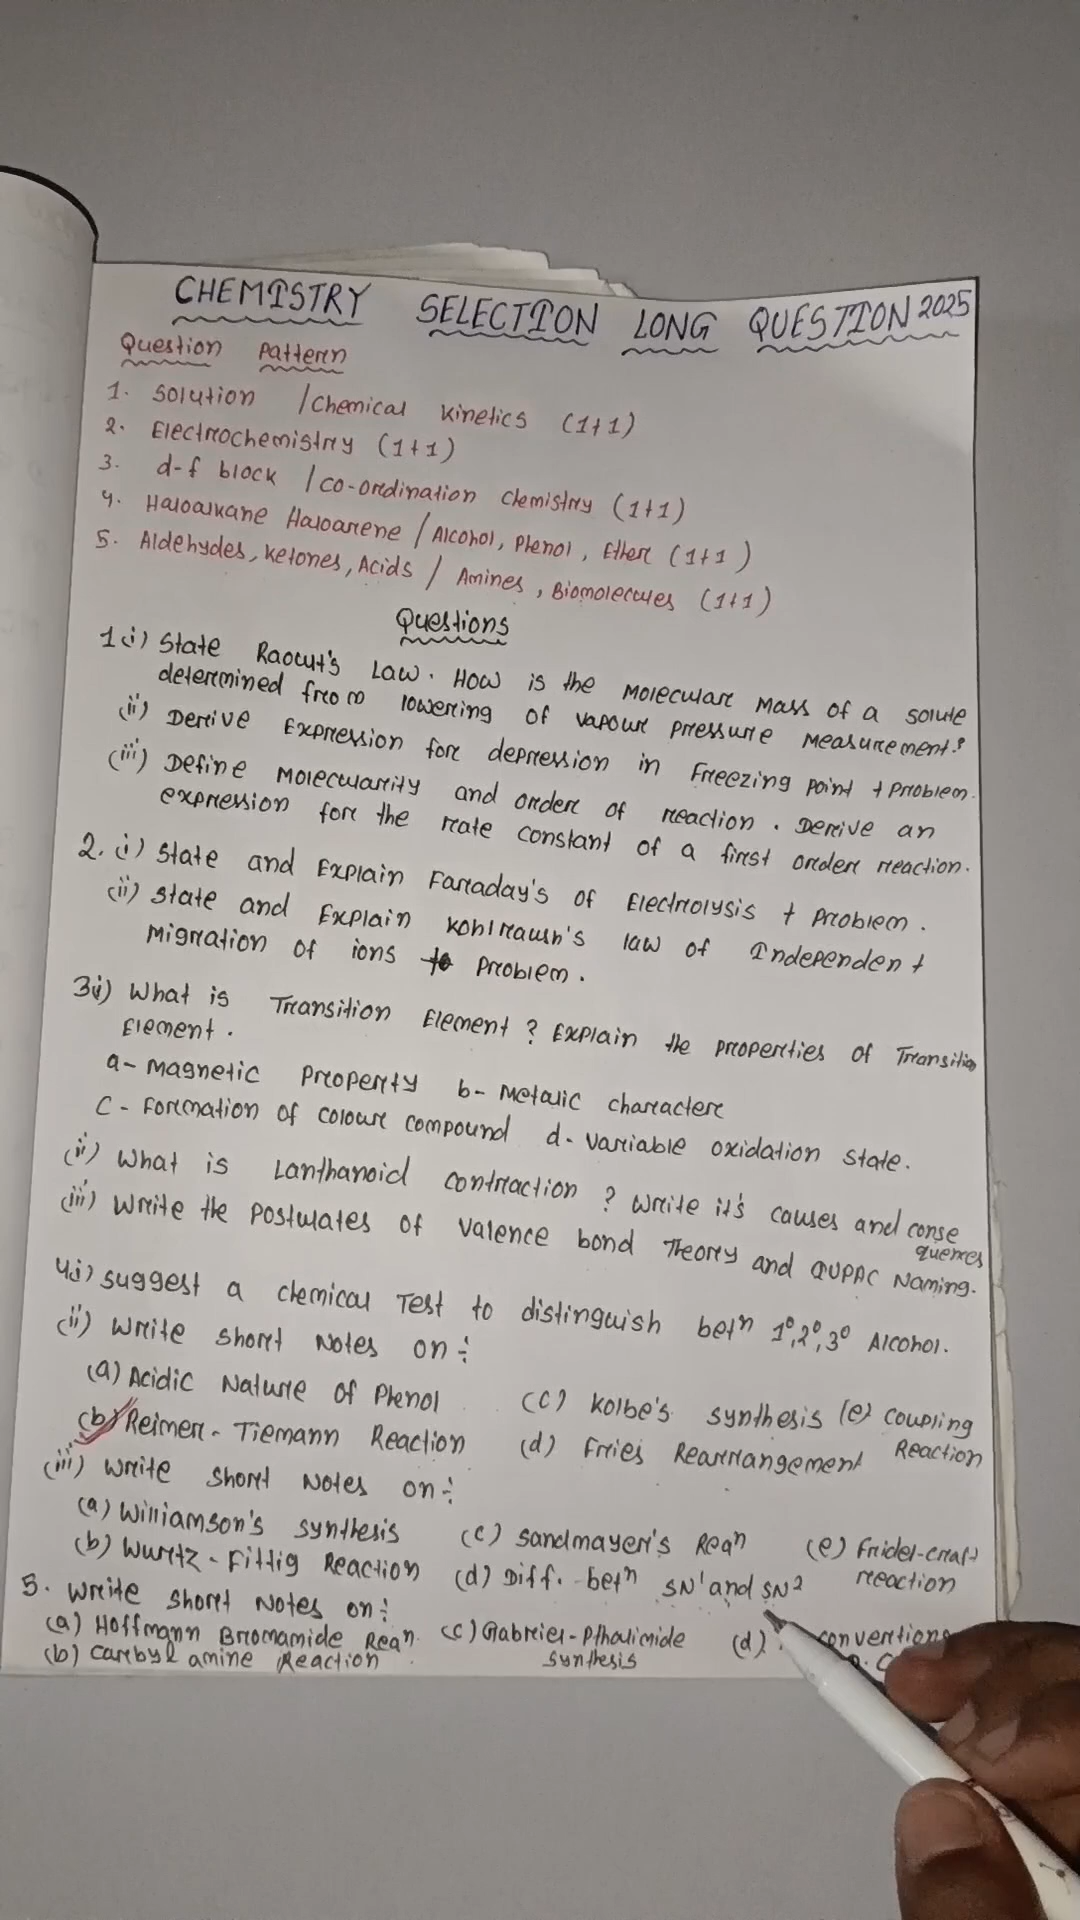 CHEMISTRY SELECTION LONG QUESTION 2025
Question Pattern
1. Solution / Chemical Kinetics (1+1)
2. Electrochemistry (1+1)
3. d-f block / co-ordination chemistry (1+1)
4. Haloalkane Haloarene / Alcohol, Phenol, Ether (1+1)
5. Aldehydes, Ketones, Acids / Amines, Biomolecules (1+1)
Questions
1(i) State Raoult's Law. How is the Molecular Mass of a solute
determined from lowering of vapour pressure Measurement?
(ii) Derive Expression for depression in Freezing point + Problem.
(iii) Define Molecularity and order of reaction. Derive an
expression for the rate constant of a first order reaction.
2. (i) State and Explain Farraday's of Electrolysis + Problem.
(ii) State and Explain Kohlraush's law of Independent
Migration of ions + Problem.
3(i) What is Transition Element? Explain the properties of Transition
Element.
a- Magnetic Property b- Metalic character
c- Formation of colour compound d- variable oxidation state.
(ii) What is Lanthanoid contraction? Write it's causes and conse
quences
(iii) Write the Postulates of Valence bond Theory and IUPAC Naming.
4(i) Suggest a chemical Test to distinguish betn 1°,2°,3° Alcohol.
(ii) Write Short Notes on ÷
(a) Acidic Nature of Phenol (c) Kolbe's synthesis (e) coupling
Reaction
(b) Reimer-Tiemann Reaction (d) Fries Rearrangement
(iii) Write Short Notes on ÷
(a) Williamson's synthesis (c) Sandmayer's Rean (e) Fridel-craft
reaction
(b) Wurtz-Fittig Reaction (d) Diff. betn SN1 and SN2
5. Write Short Notes on ÷
(a) Hoffmann Bromamide Rean. (c) Gabriel-Pthalimide
synthesis (d) conversions
(b) Carbyl amine Reaction